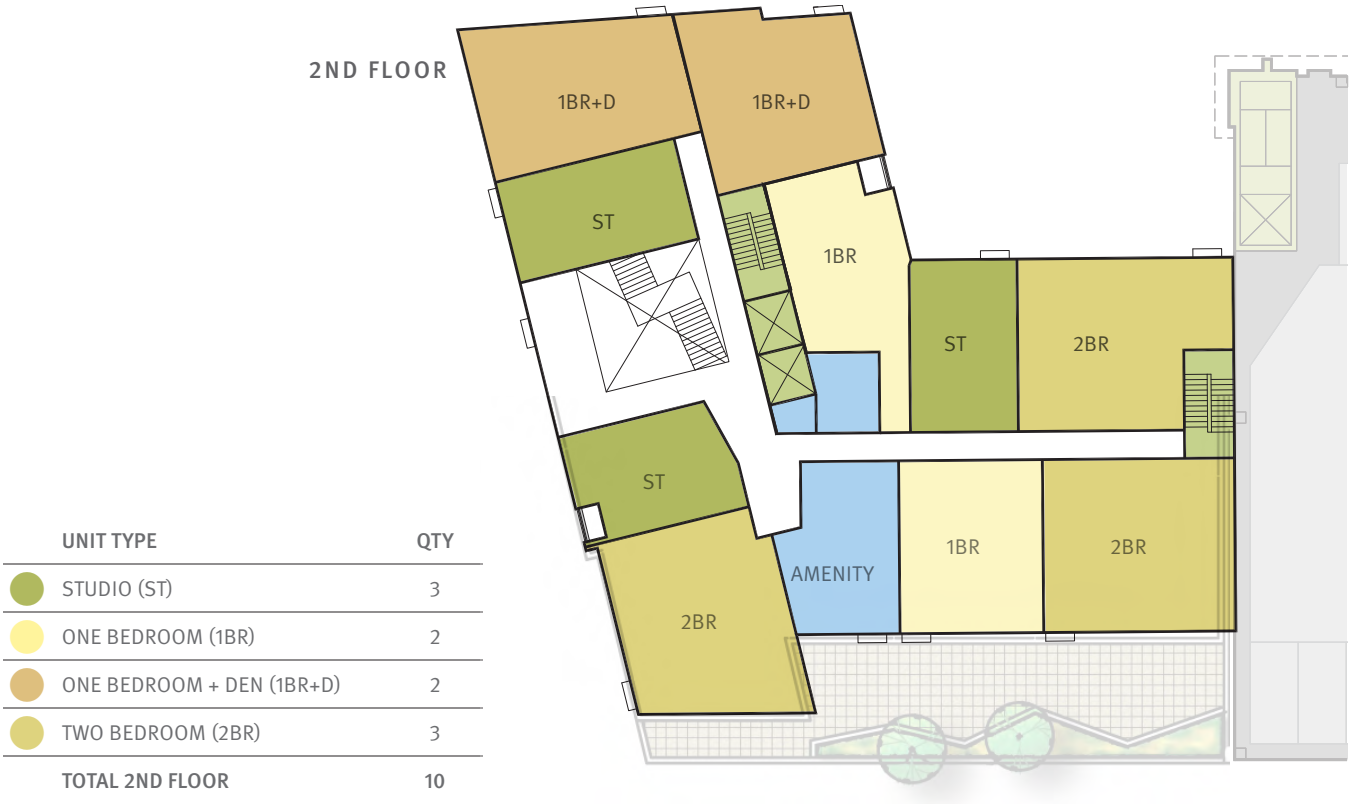 2ND FLOOR
1BR+D
1BR+D
ST
1BR
ST
2BR
ST
1BR
2BR
AMENITY
2BR
UNIT TYPE QTY
STUDIO (ST) 3
ONE BEDROOM (1BR) 2
ONE BEDROOM + DEN (1BR+D) 2
TWO BEDROOM (2BR) 3
TOTAL 2ND FLOOR 10